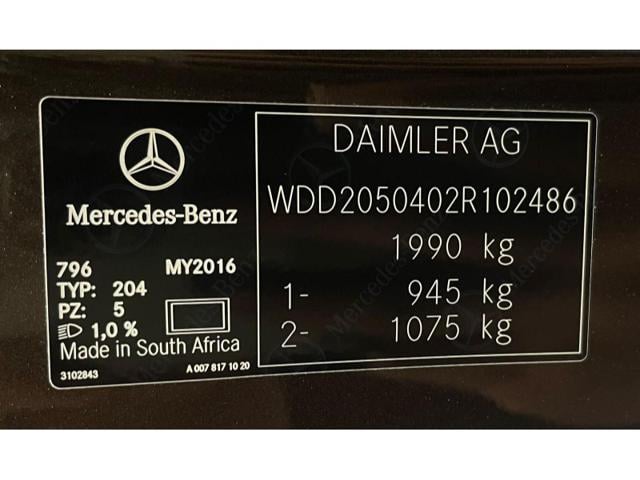 Mercedes-Benz
796 MY2016
TYP: 204
PZ: 5
1,0 %
Made in South Africa
3102843 A 007 817 10 20
DAIMLER AG
WDD2050402R102486
1990 kg
1- 945 kg
2- 1075 kg